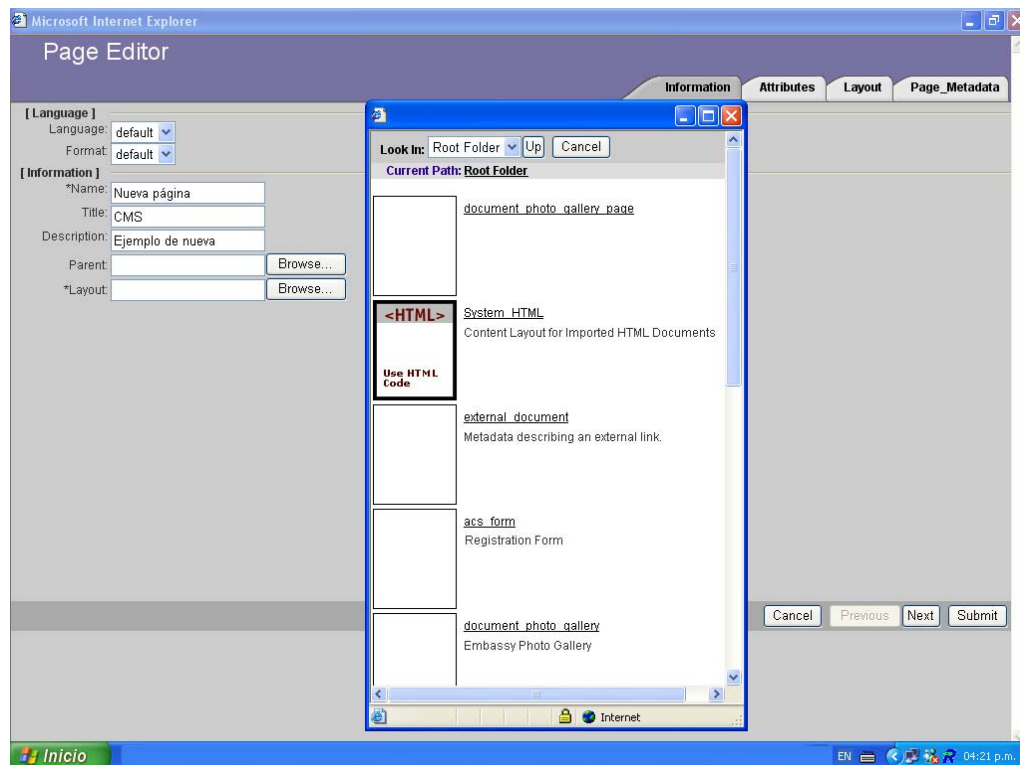 Microsoft Internet Explorer
Page Editor
Information Attributes Layout Page_Metadata
[ Language ]
Language: default
Format: default
[ Information ]
*Name: Nueva página
Title: CMS
Description: Ejemplo de nueva
Parent: Browse...
*Layout: Browse...
Look In: Root Folder Up Cancel
Current Path: Root Folder
document_photo_gallery_page
<HTML>
Use HTML
Code
System_HTML
Content Layout for Imported HTML Documents
external_document
Metadata describing an external link.
acs_form
Registration Form
document_photo_gallery
Embassy Photo Gallery
Internet
Cancel Previous Next Submit
Inicio
EN 04:21 p.m.